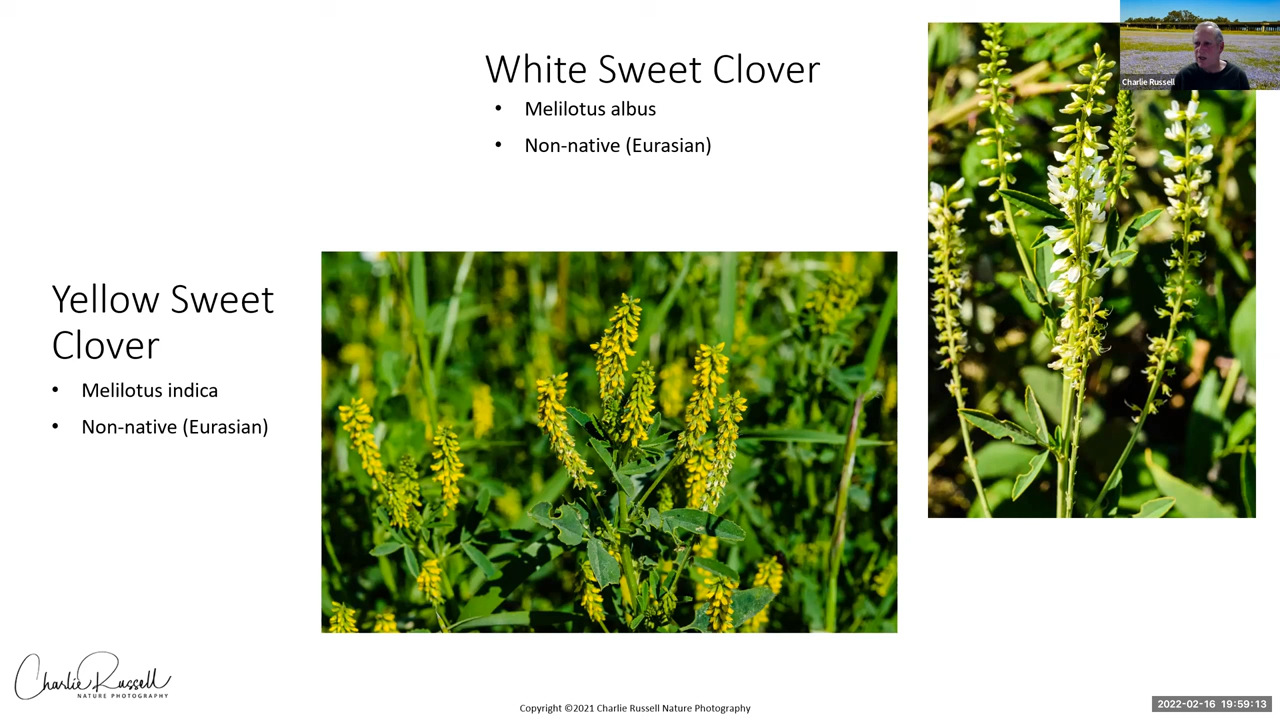 White Sweet Clover
• Melilotus albus
• Non-native (Eurasian)
Charlie Russell
Yellow Sweet
Clover
• Melilotus indica
• Non-native (Eurasian)
Charlie Russell
NATURE PHOTOGRAPHY
Copyright ©2021 Charlie Russell Nature Photography
2022-02-16 19:59:13